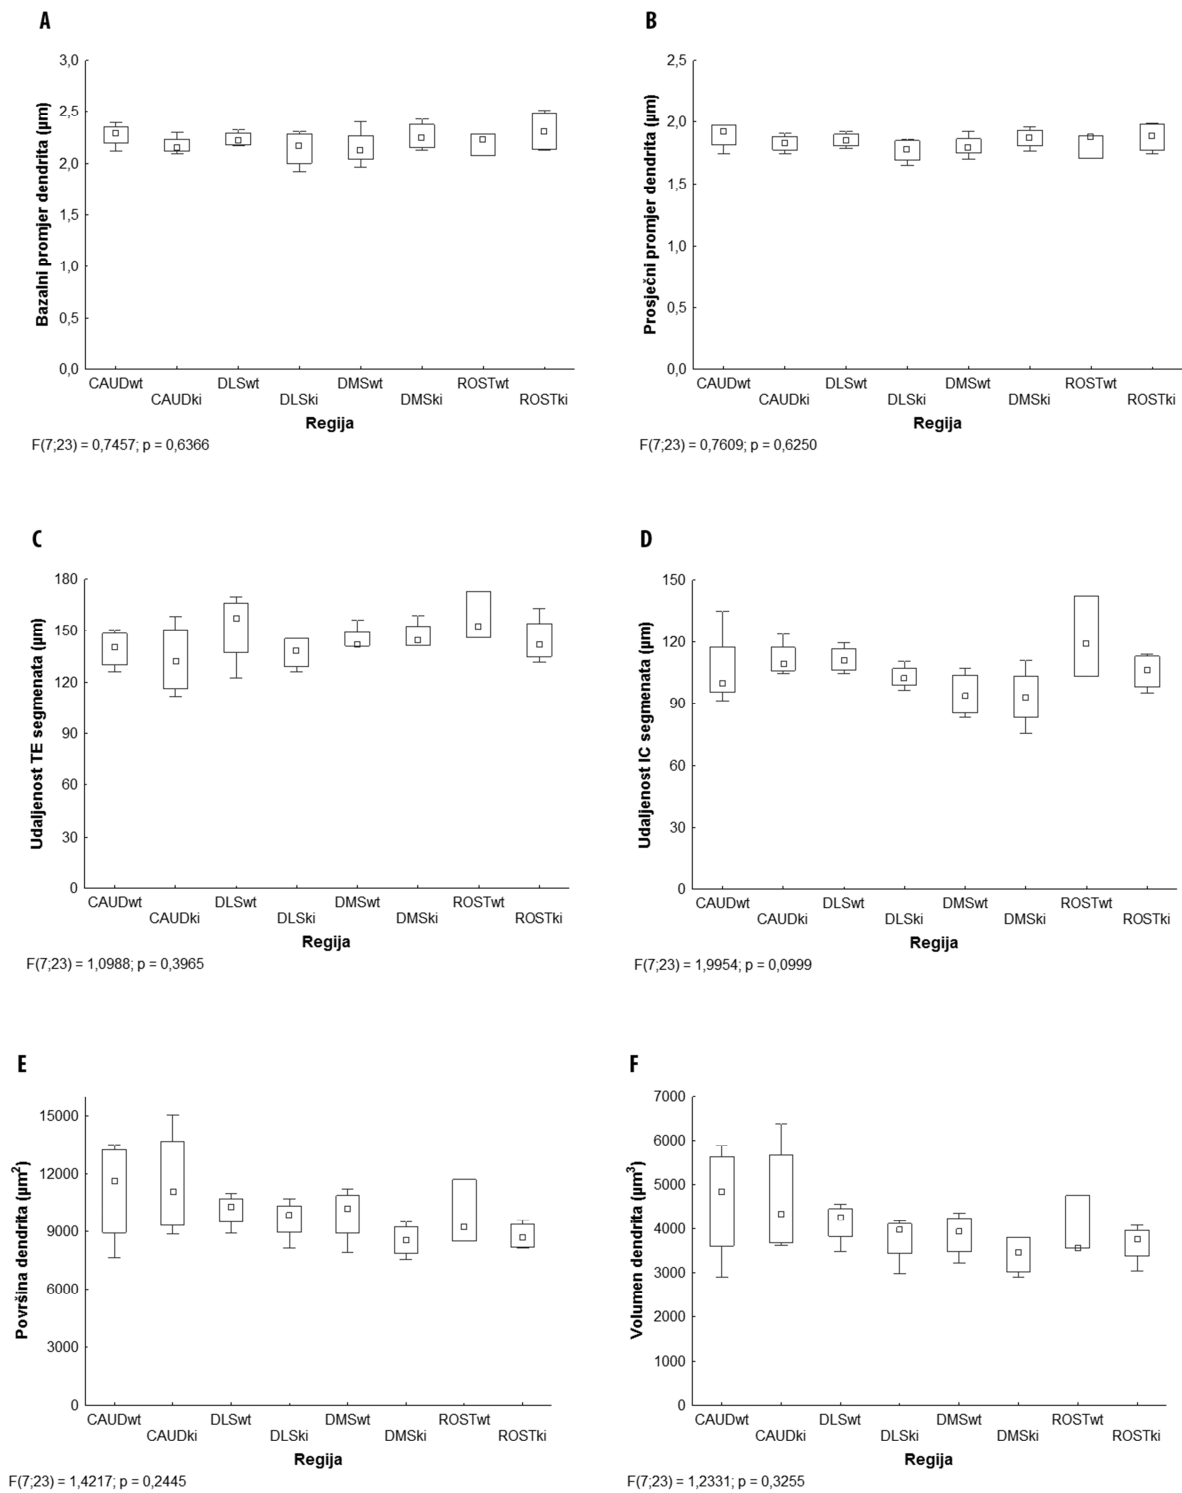 A
Bazalni promjer dendrita (µm)
3,0
2,5
2,0
1,5
1,0
0,5
0,0
CAUDwt DLSwt DMSwt ROSTwt
CAUDki DLSki DMSki ROSTki
Regija
F(7;23) = 0,7457; p = 0,6366
B
Prosječni promjer dendrita (µm)
2,5
2,0
1,5
1,0
0,5
0,0
CAUDwt DLSwt DMSwt ROSTwt
CAUDki DLSki DMSki ROSTki
Regija
F(7;23) = 0,7609; p = 0,6250
C
Udaljenost TE segmenata (µm)
180
150
120
90
60
30
0
CAUDwt DLSwt DMSwt ROSTwt
CAUDki DLSki DMSki ROSTki
Regija
F(7;23) = 1,0988; p = 0,3965
D
Udaljenost IC segmenata (µm)
150
120
90
60
30
0
CAUDwt DLSwt DMSwt ROSTwt
CAUDki DLSki DMSki ROSTki
Regija
F(7;23) = 1,9954; p = 0,0999
E
Površina dendrita (µm²)
15000
12000
9000
6000
3000
0
CAUDwt DLSwt DMSwt ROSTwt
CAUDki DLSki DMSki ROSTki
Regija
F(7;23) = 1,4217; p = 0,2445
F
Volumen dendrita (µm³)
7000
6000
5000
4000
3000
2000
1000
0
CAUDwt DLSwt DMSwt ROSTwt
CAUDki DLSki DMSki ROSTki
Regija
F(7;23) = 1,2331; p = 0,3255